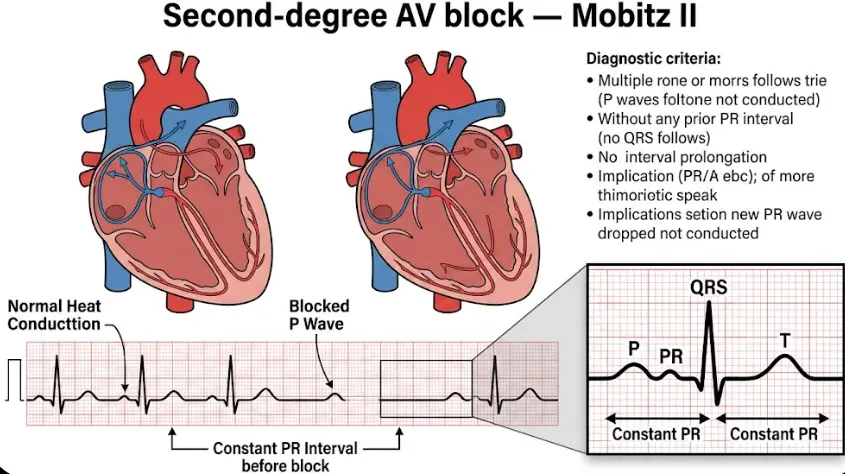 Second-degree AV block — Mobitz II
Diagnostic criteria:
• Multiple rone or morrs follows trie
(P waves foltone not conducted)
• Without any prior PR interval
(no QRS follows)
• No interval prolongation
• Implication (PR/A ebc); of more
thimoriotic speak
• Implications setion new PR wave
dropped not conducted
Normal Heat
Conducttion
Blocked
P Wave
Constant PR Interval
before block
QRS
P
PR
T
Constant PR
Constant PR